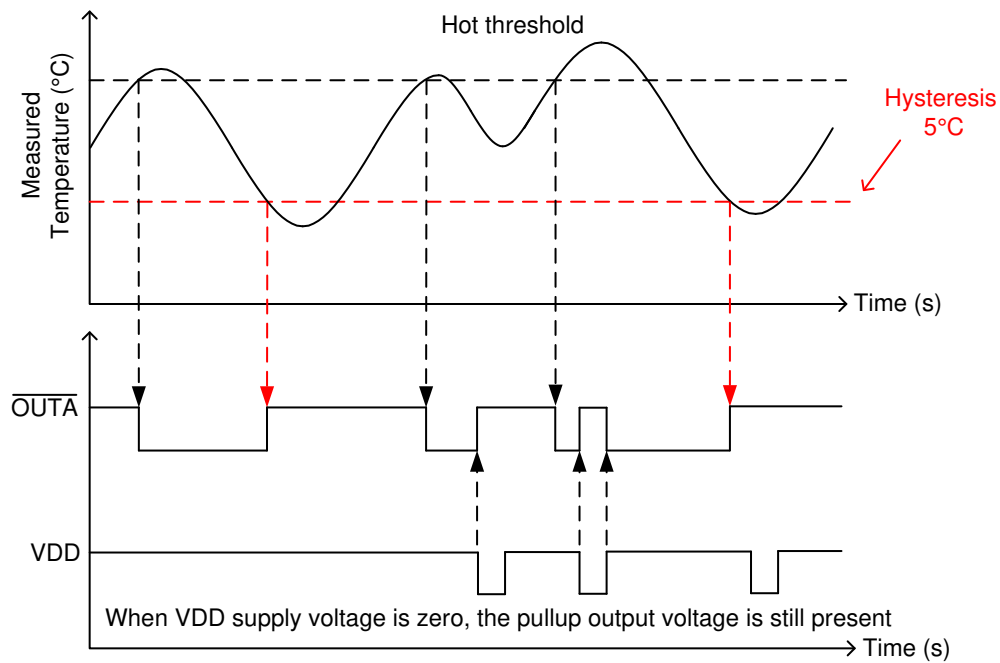 Hot threshold
Measured
Temperature (°C)
Hysteresis
5°C
Time (s)
OUTA
VDD
When VDD supply voltage is zero, the pullup output voltage is still present
Time (s)